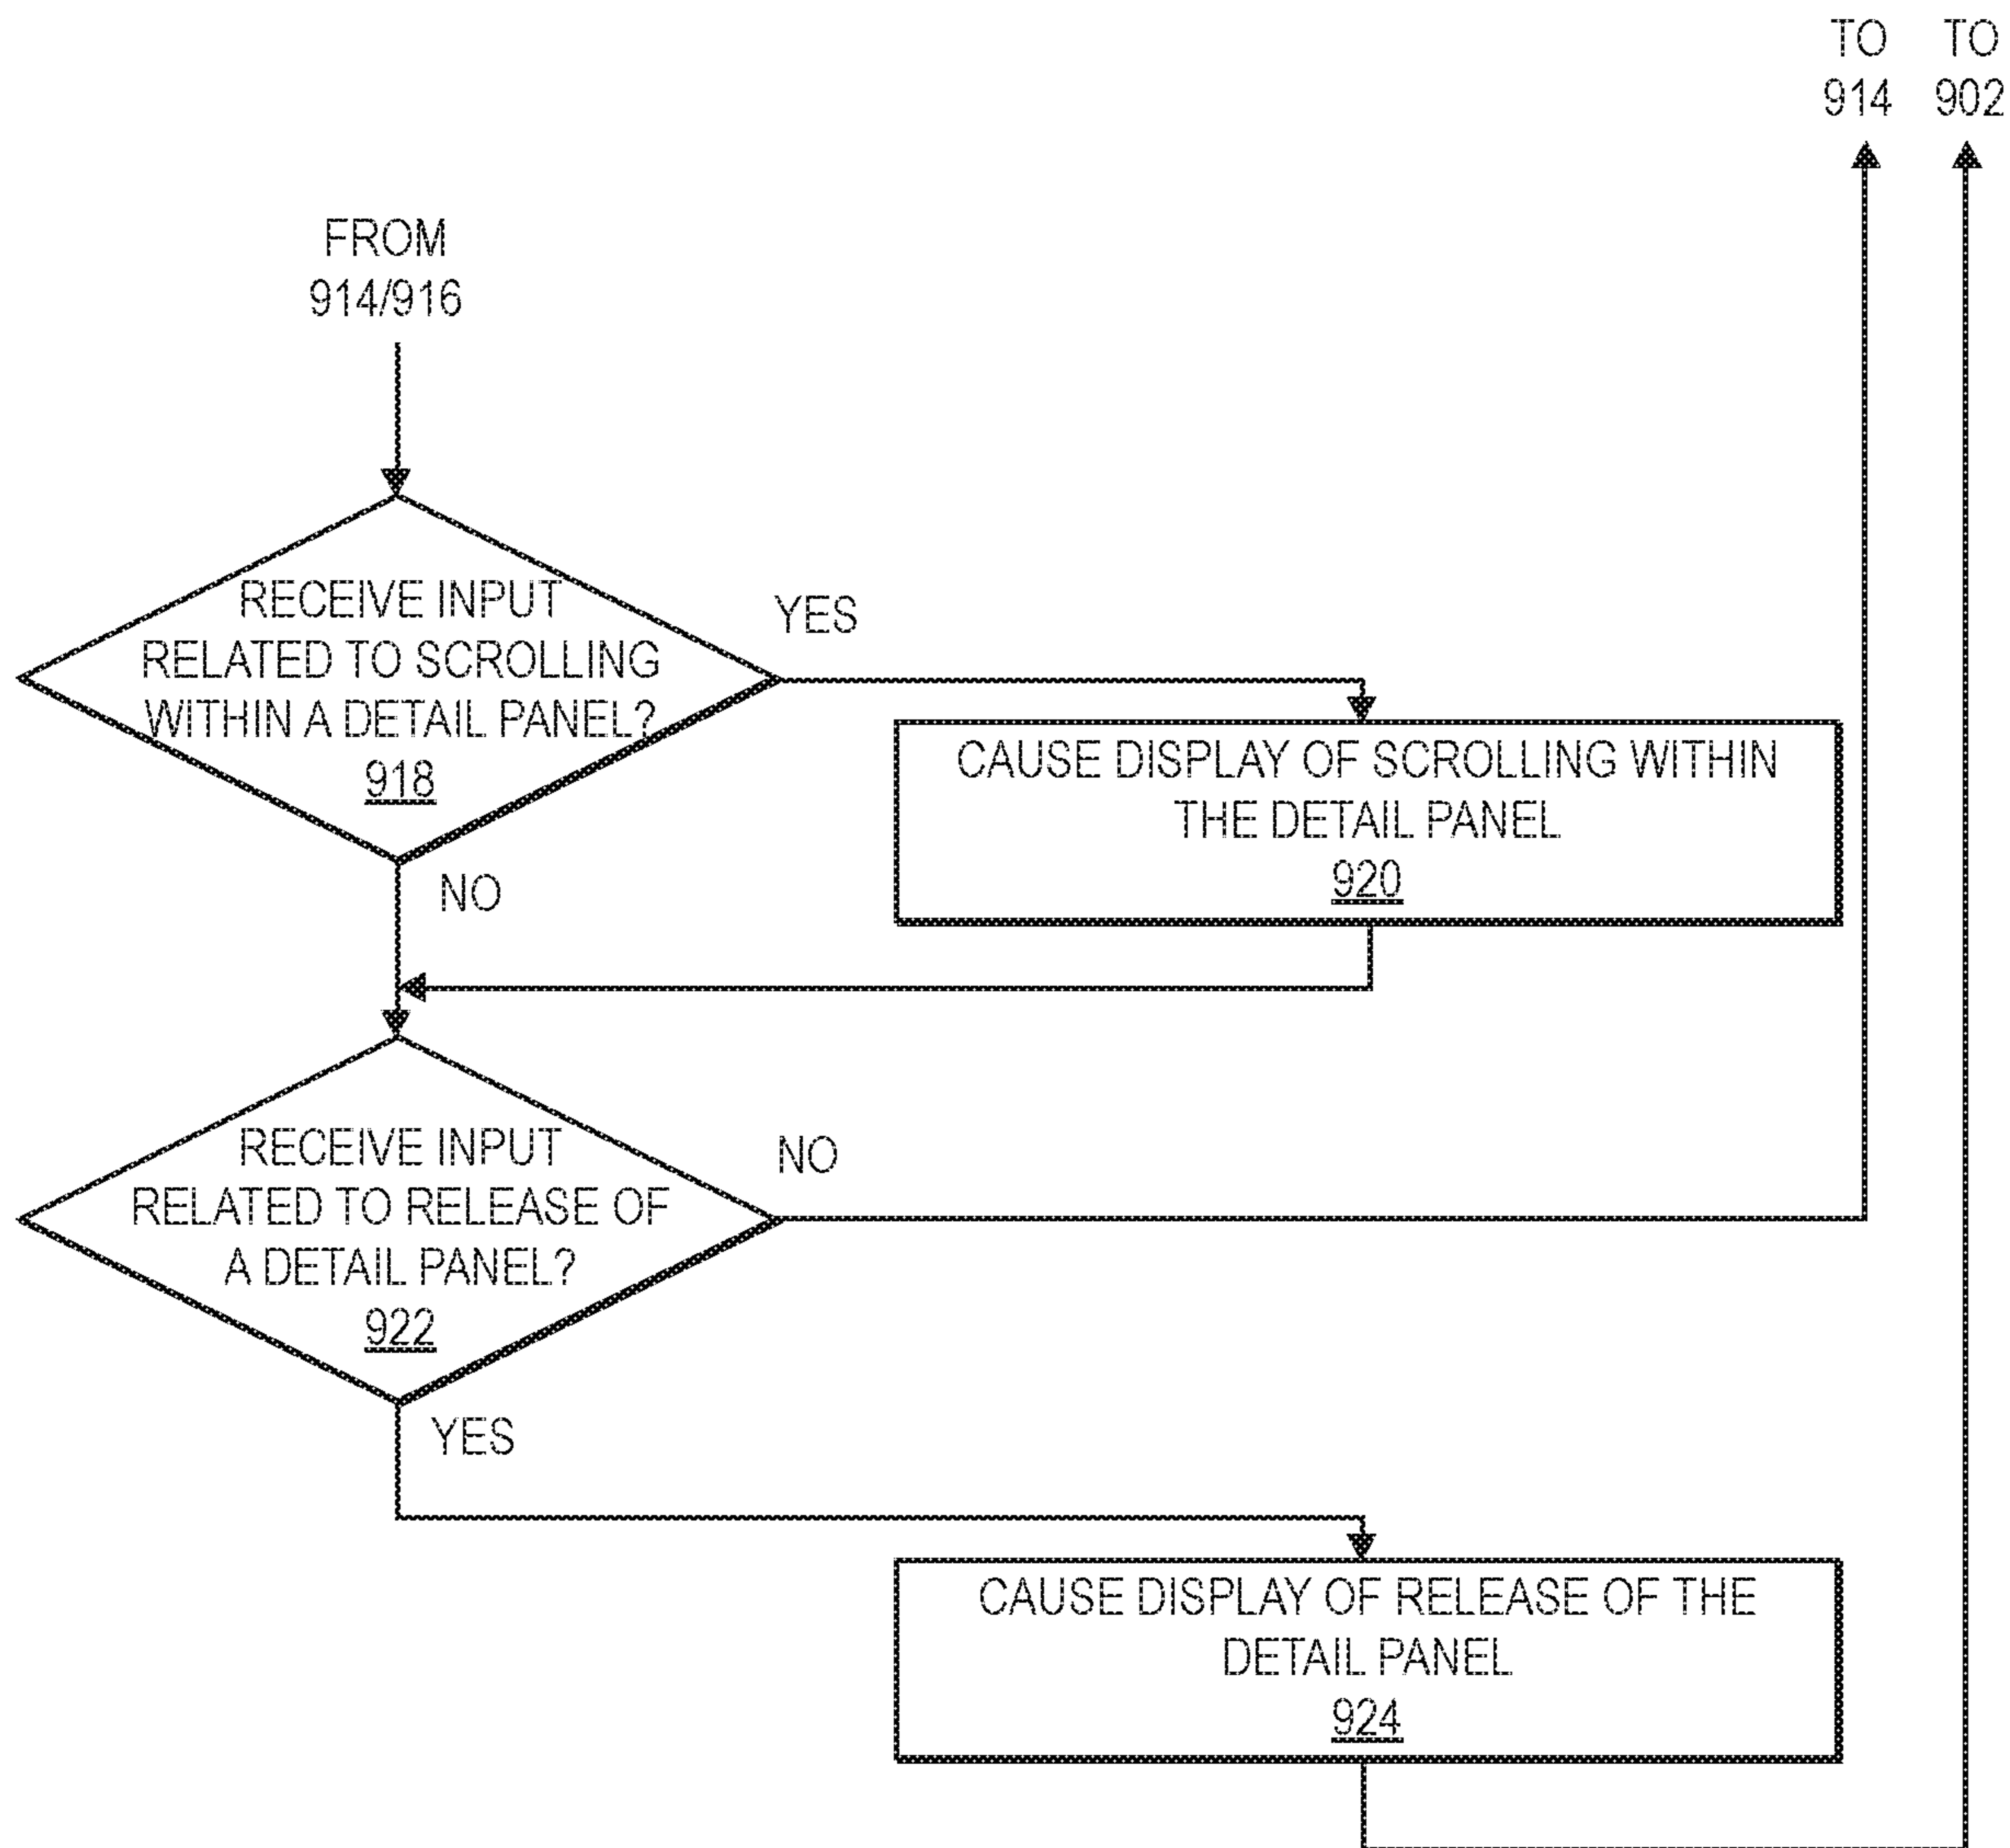 TO
914
TO
902
FROM
914/916
RECEIVE INPUT
RELATED TO SCROLLING
WITHIN A DETAIL PANEL?
918
YES
NO
CAUSE DISPLAY OF SCROLLING WITHIN
THE DETAIL PANEL
920
RECEIVE INPUT
RELATED TO RELEASE OF
A DETAIL PANEL?
922
NO
YES
CAUSE DISPLAY OF RELEASE OF THE
DETAIL PANEL
924